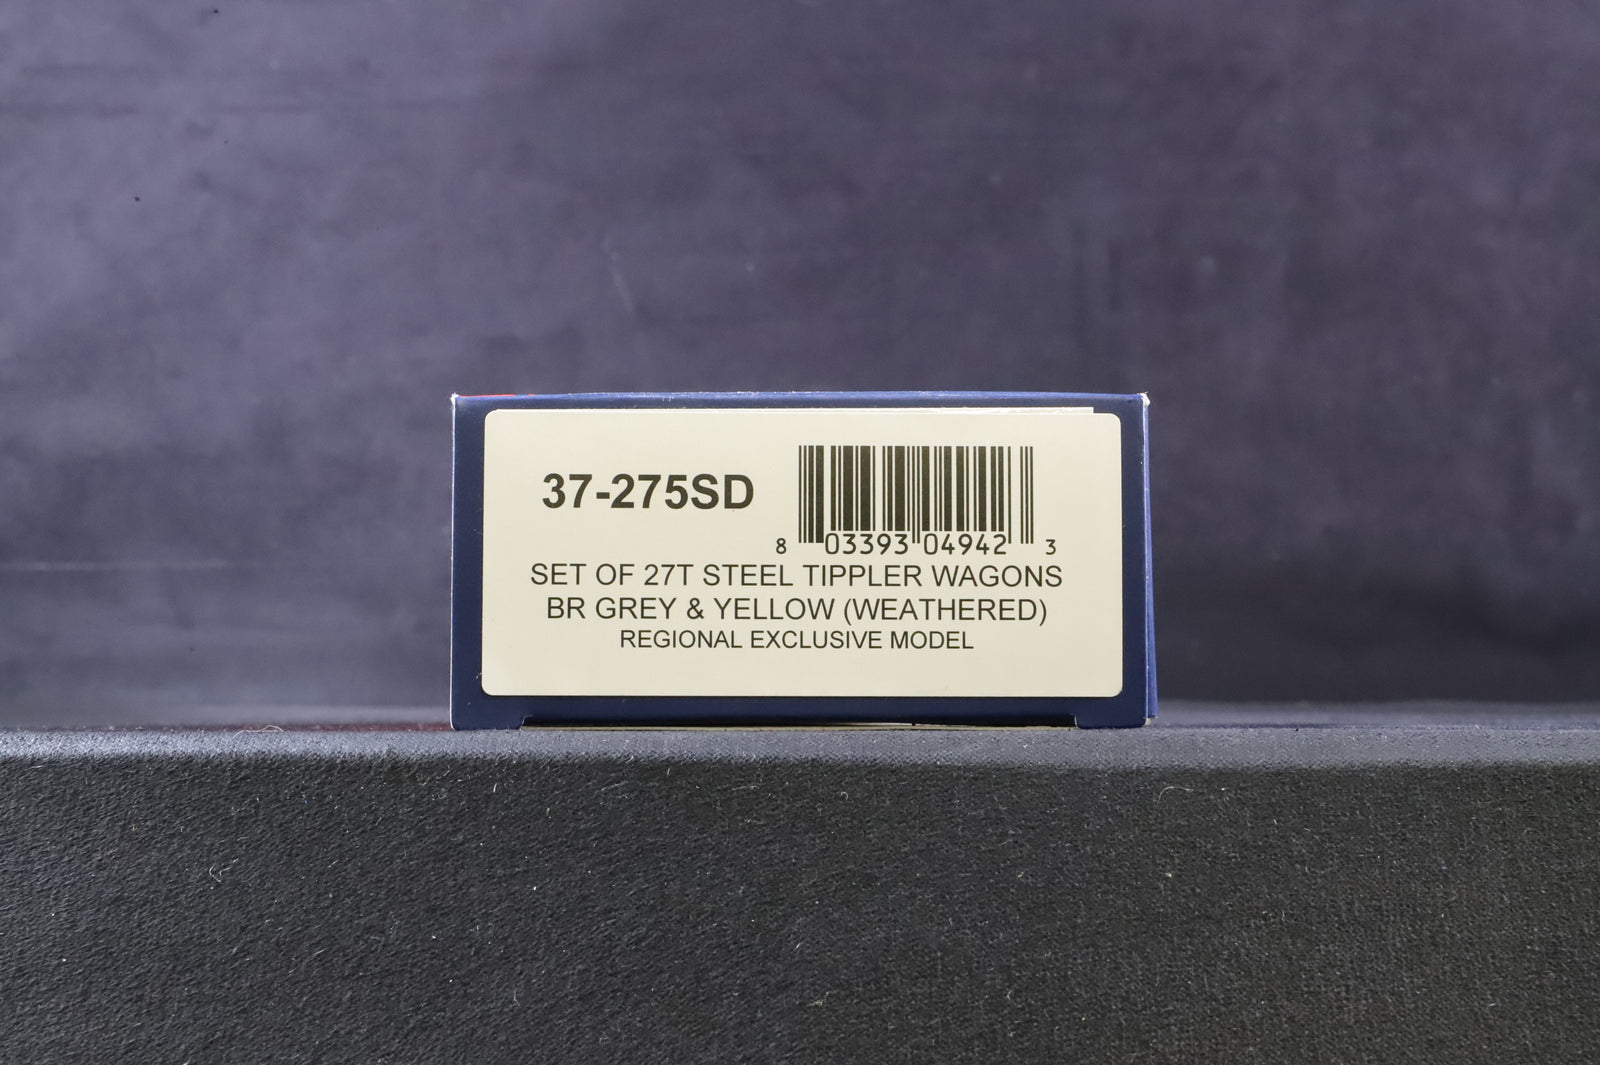 37-275SD
8 03393 04942 3
SET OF 27T STEEL TIPPLER WAGONS
BR GREY & YELLOW (WEATHERED)
REGIONAL EXCLUSIVE MODEL